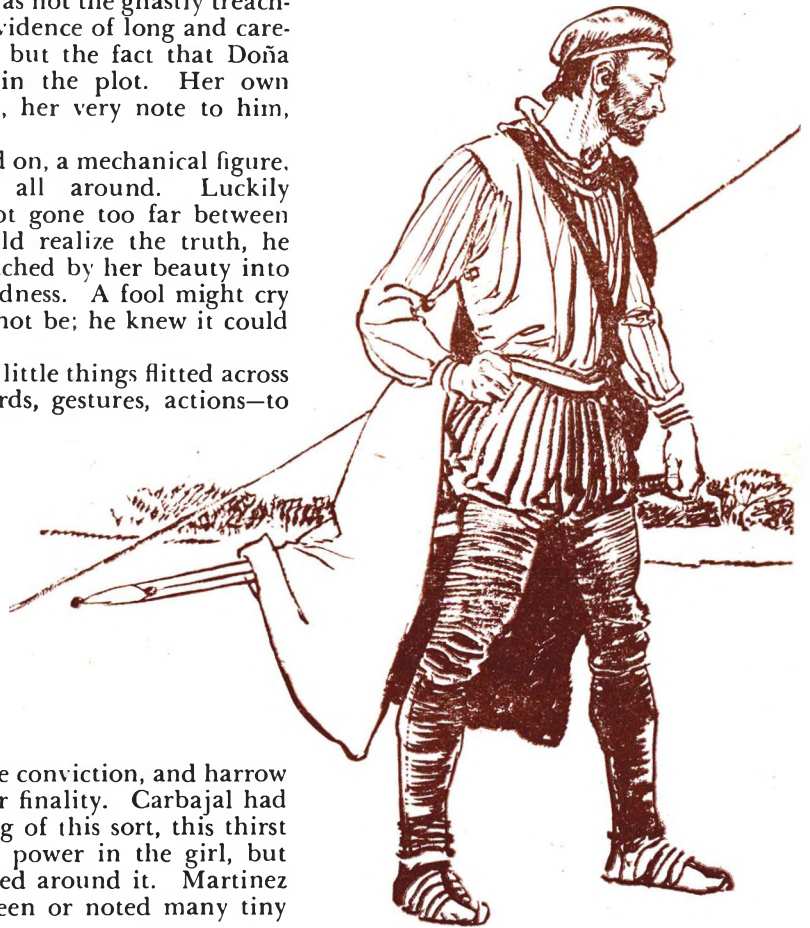 as not the ghastly treach-
vidence of long and care-
but the fact that Doña
in the plot. Her own
, her very note to him,
d on, a mechanical figure,
all around. Luckily
ot gone too far between
ld realize the truth, he
ched by her beauty into
dness. A fool might cry
not be; he knew it could
little things flitted across
rds, gestures, actions—to
e conviction, and harrow
r finality. Carbajal had
g of this sort, this thirst
power in the girl, but
ed around it. Martinez
een or noted many tiny